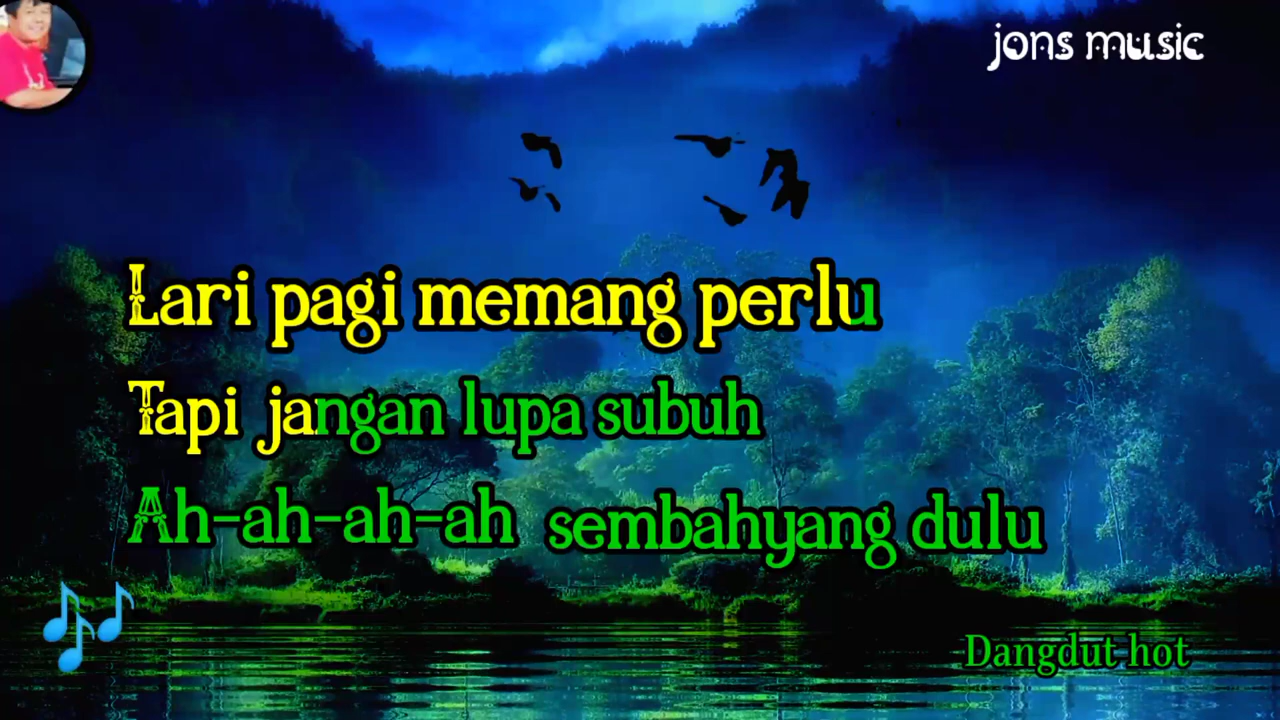 jons music
Lari pagi memang perlu
Tapi jangan lupa subuh
Ah-ah-ah-ah sembahyang dulu
Dangdut hot